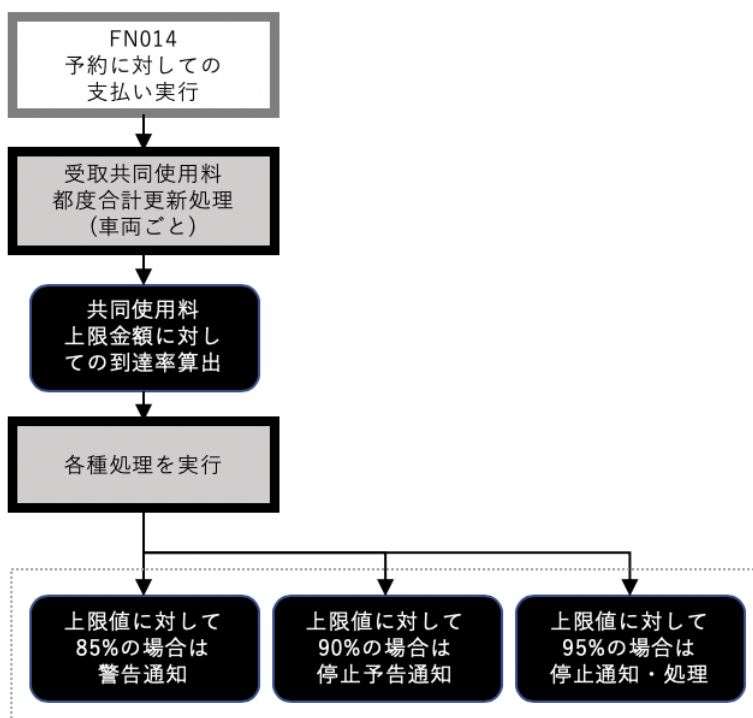 FN014
予約に対しての
支払い実行
受取共同使用料
都度合計更新処理
(車両ごと)
共同使用料
上限金額に対し
ての到達率算出
各種処理を実行
上限値に対して
85%の場合は
警告通知
上限値に対して
90%の場合は
停止予告通知
上限値に対して
95%の場合は
停止通知・処理